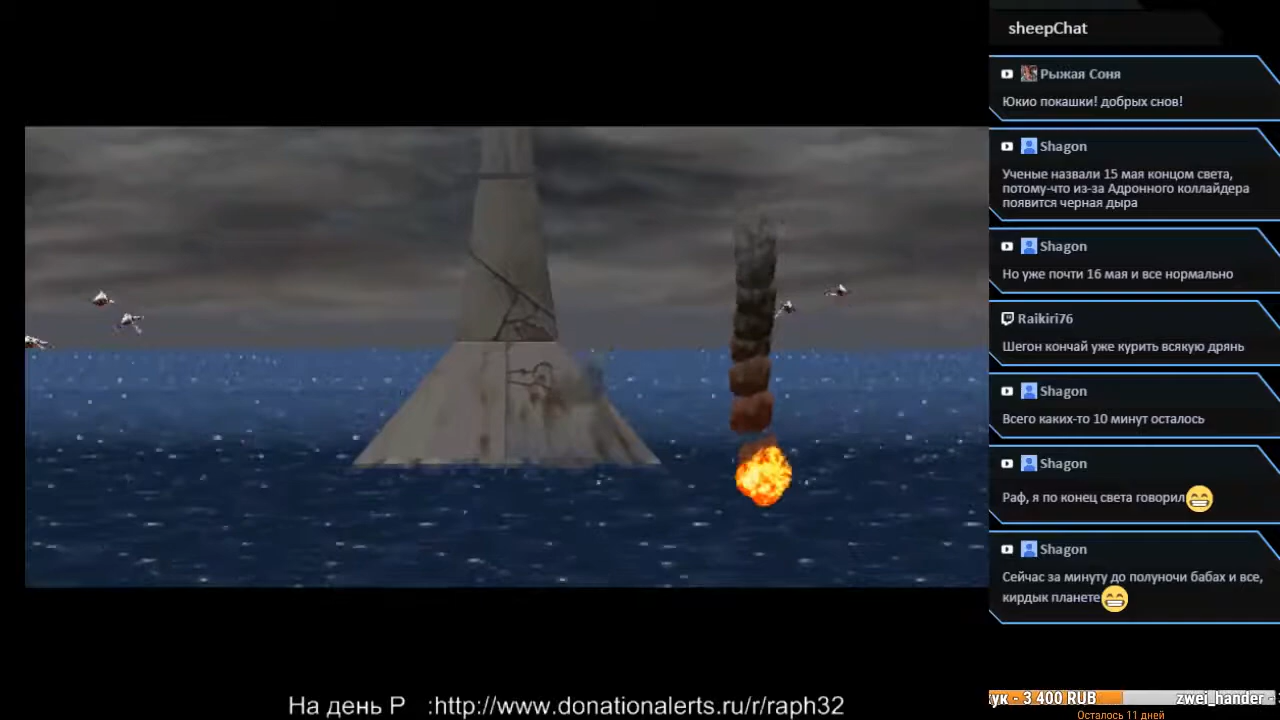 sheepChat
Рыжая Соня
Юкио покашки! добрых снов!
Shagon
Ученые назвали 15 мая концом света,
потому-что из-за Адронного коллайдера
появится черная дыра
Shagon
Но уже почти 16 мая и все нормально
Raikiri76
Шегон кончай уже курить всякую дрянь
Shagon
Всего каких-то 10 минут осталось
Shagon
Раф, я по конец света говорил
Shagon
Сейчас за минуту до полуночи бабах и все,
кирдык планете
На день Р :http://www.donationalerts.ru/r/raph32
кук - 3 400 RUB zwei_hander -
Осталось 11 дней